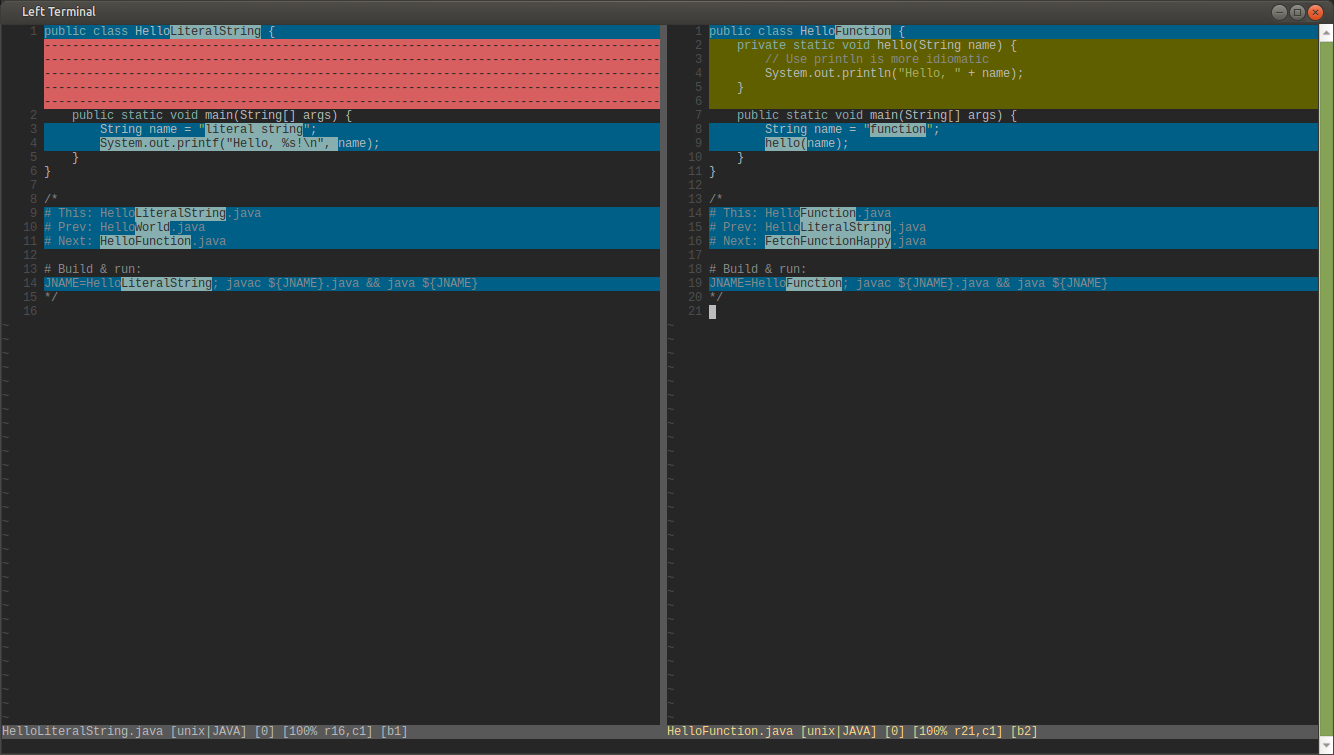 Left Terminal
1 public class HelloLiteralString {
2     public static void main(String[] args) {
3         String name = "literal string";
4         System.out.printf("Hello, %s!\n", name);
5     }
6 }
7
8 /*
9 # This: HelloLiteralString.java
10 # Prev: HelloWorld.java
11 # Next: HelloFunction.java
12
13 # Build & run:
14 JNAME=HelloLiteralString; javac ${JNAME}.java && java ${JNAME}
15 */
16
HelloLiteralString.java [unix|JAVA] [0] [100% r16,c1] [b1]
1 public class HelloFunction {
2     private static void hello(String name) {
3         // Use println is more idiomatic
4         System.out.println("Hello, " + name);
5     }
6
7     public static void main(String[] args) {
8         String name = "function";
9         hello(name);
10     }
11 }
12
13 /*
14 # This: HelloFunction.java
15 # Prev: HelloLiteralString.java
16 # Next: FetchFunctionHappy.java
17
18 # Build & run:
19 JNAME=HelloFunction; javac ${JNAME}.java && java ${JNAME}
20 */
21
HelloFunction.java [unix|JAVA] [0] [100% r21,c1] [b2]